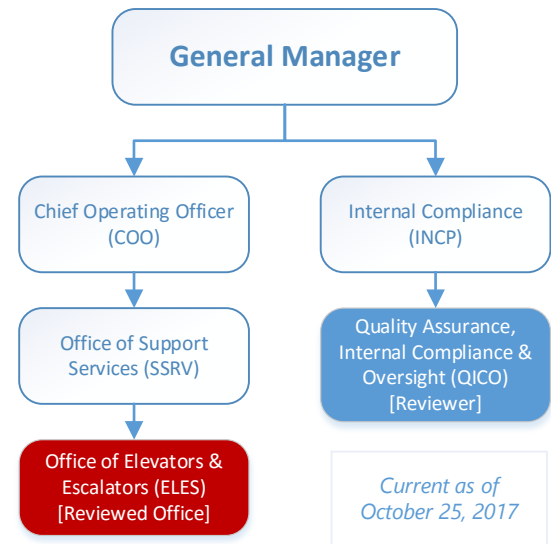 General Manager
Chief Operating Officer
(COO)
Internal Compliance
(INCP)
Office of Support
Services (SSRV)
Quality Assurance,
Internal Compliance &
Oversight (QICO)
[Reviewer]
Office of Elevators &
Escalators (ELES)
[Reviewed Office]
Current as of
October 25, 2017